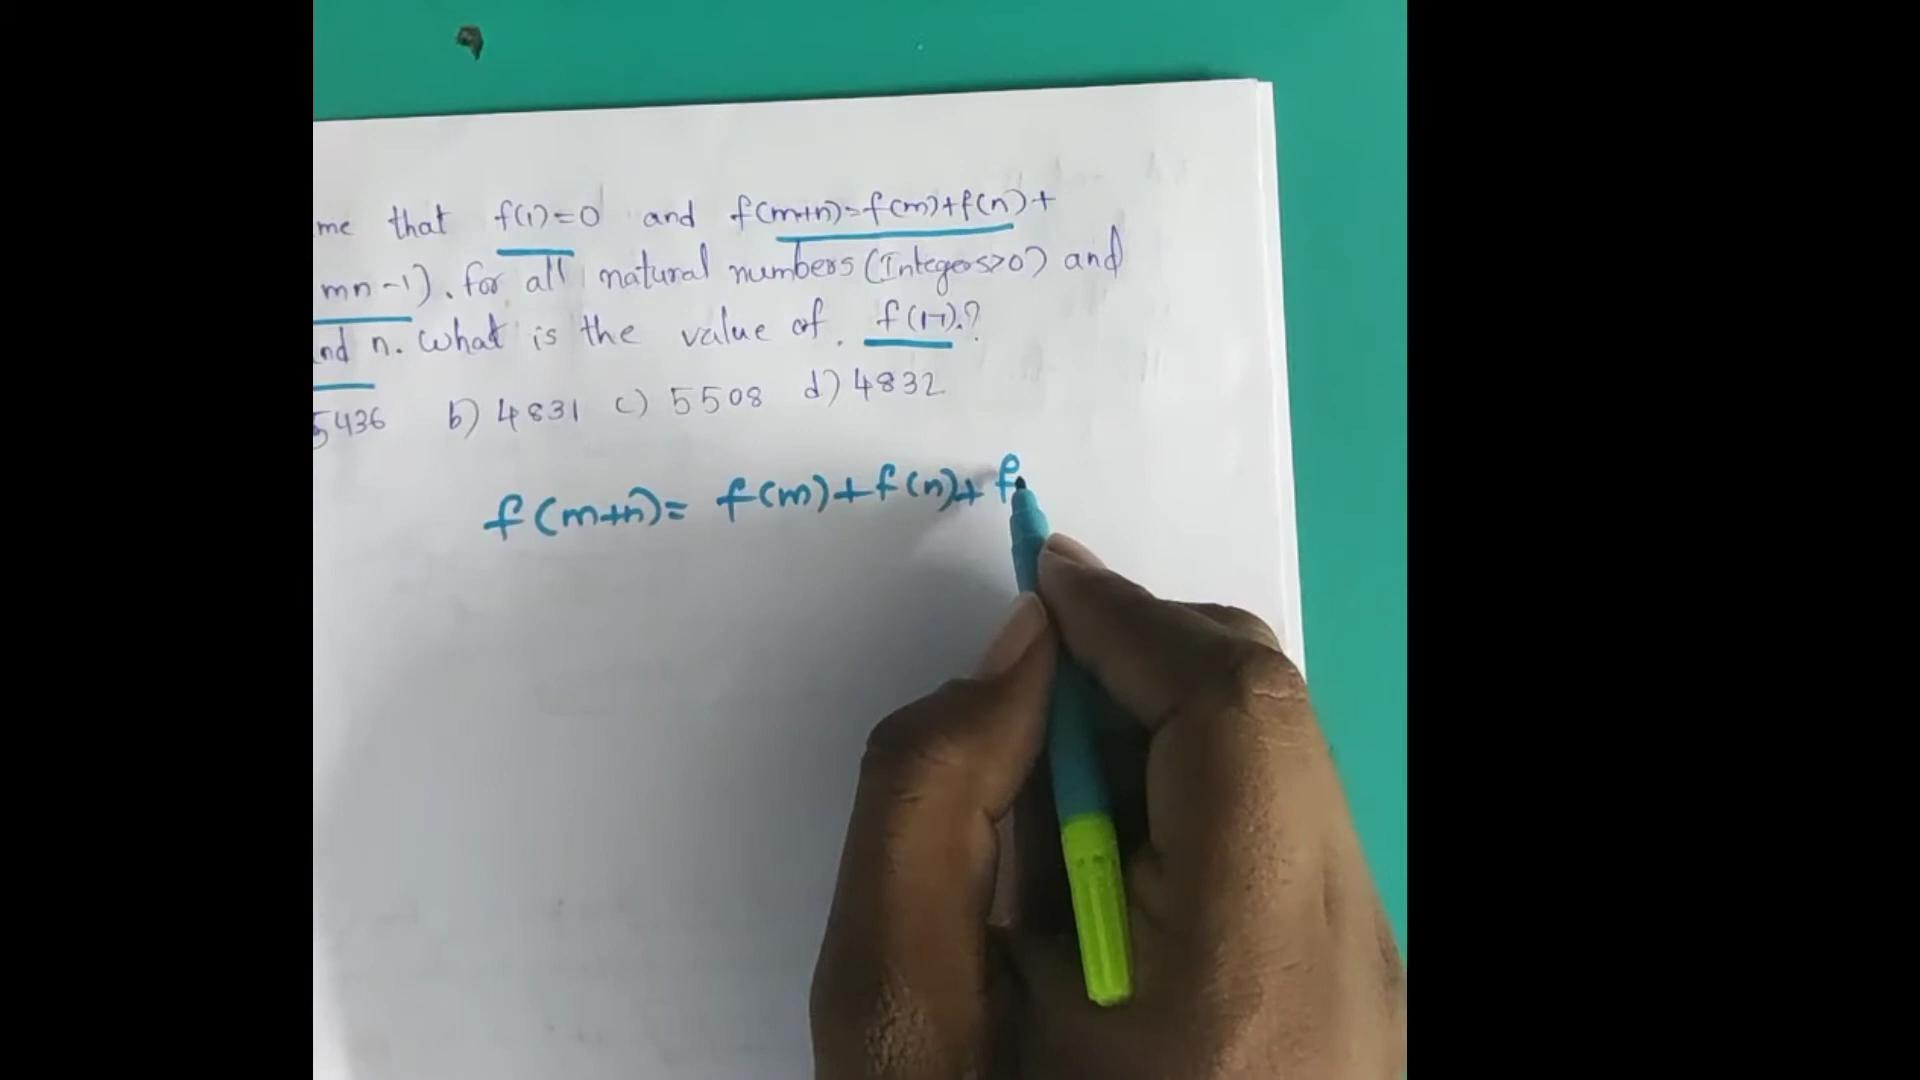 me that f(1)=0 and f(m+n)=f(m)+f(n)+
mn-1). for all natural numbers (Integers>0) and
nd n. What is the value of. f(17).?
5436 b) 4831 c) 5508 d) 4832
f(m+n)= f(m)+f(n)+ f